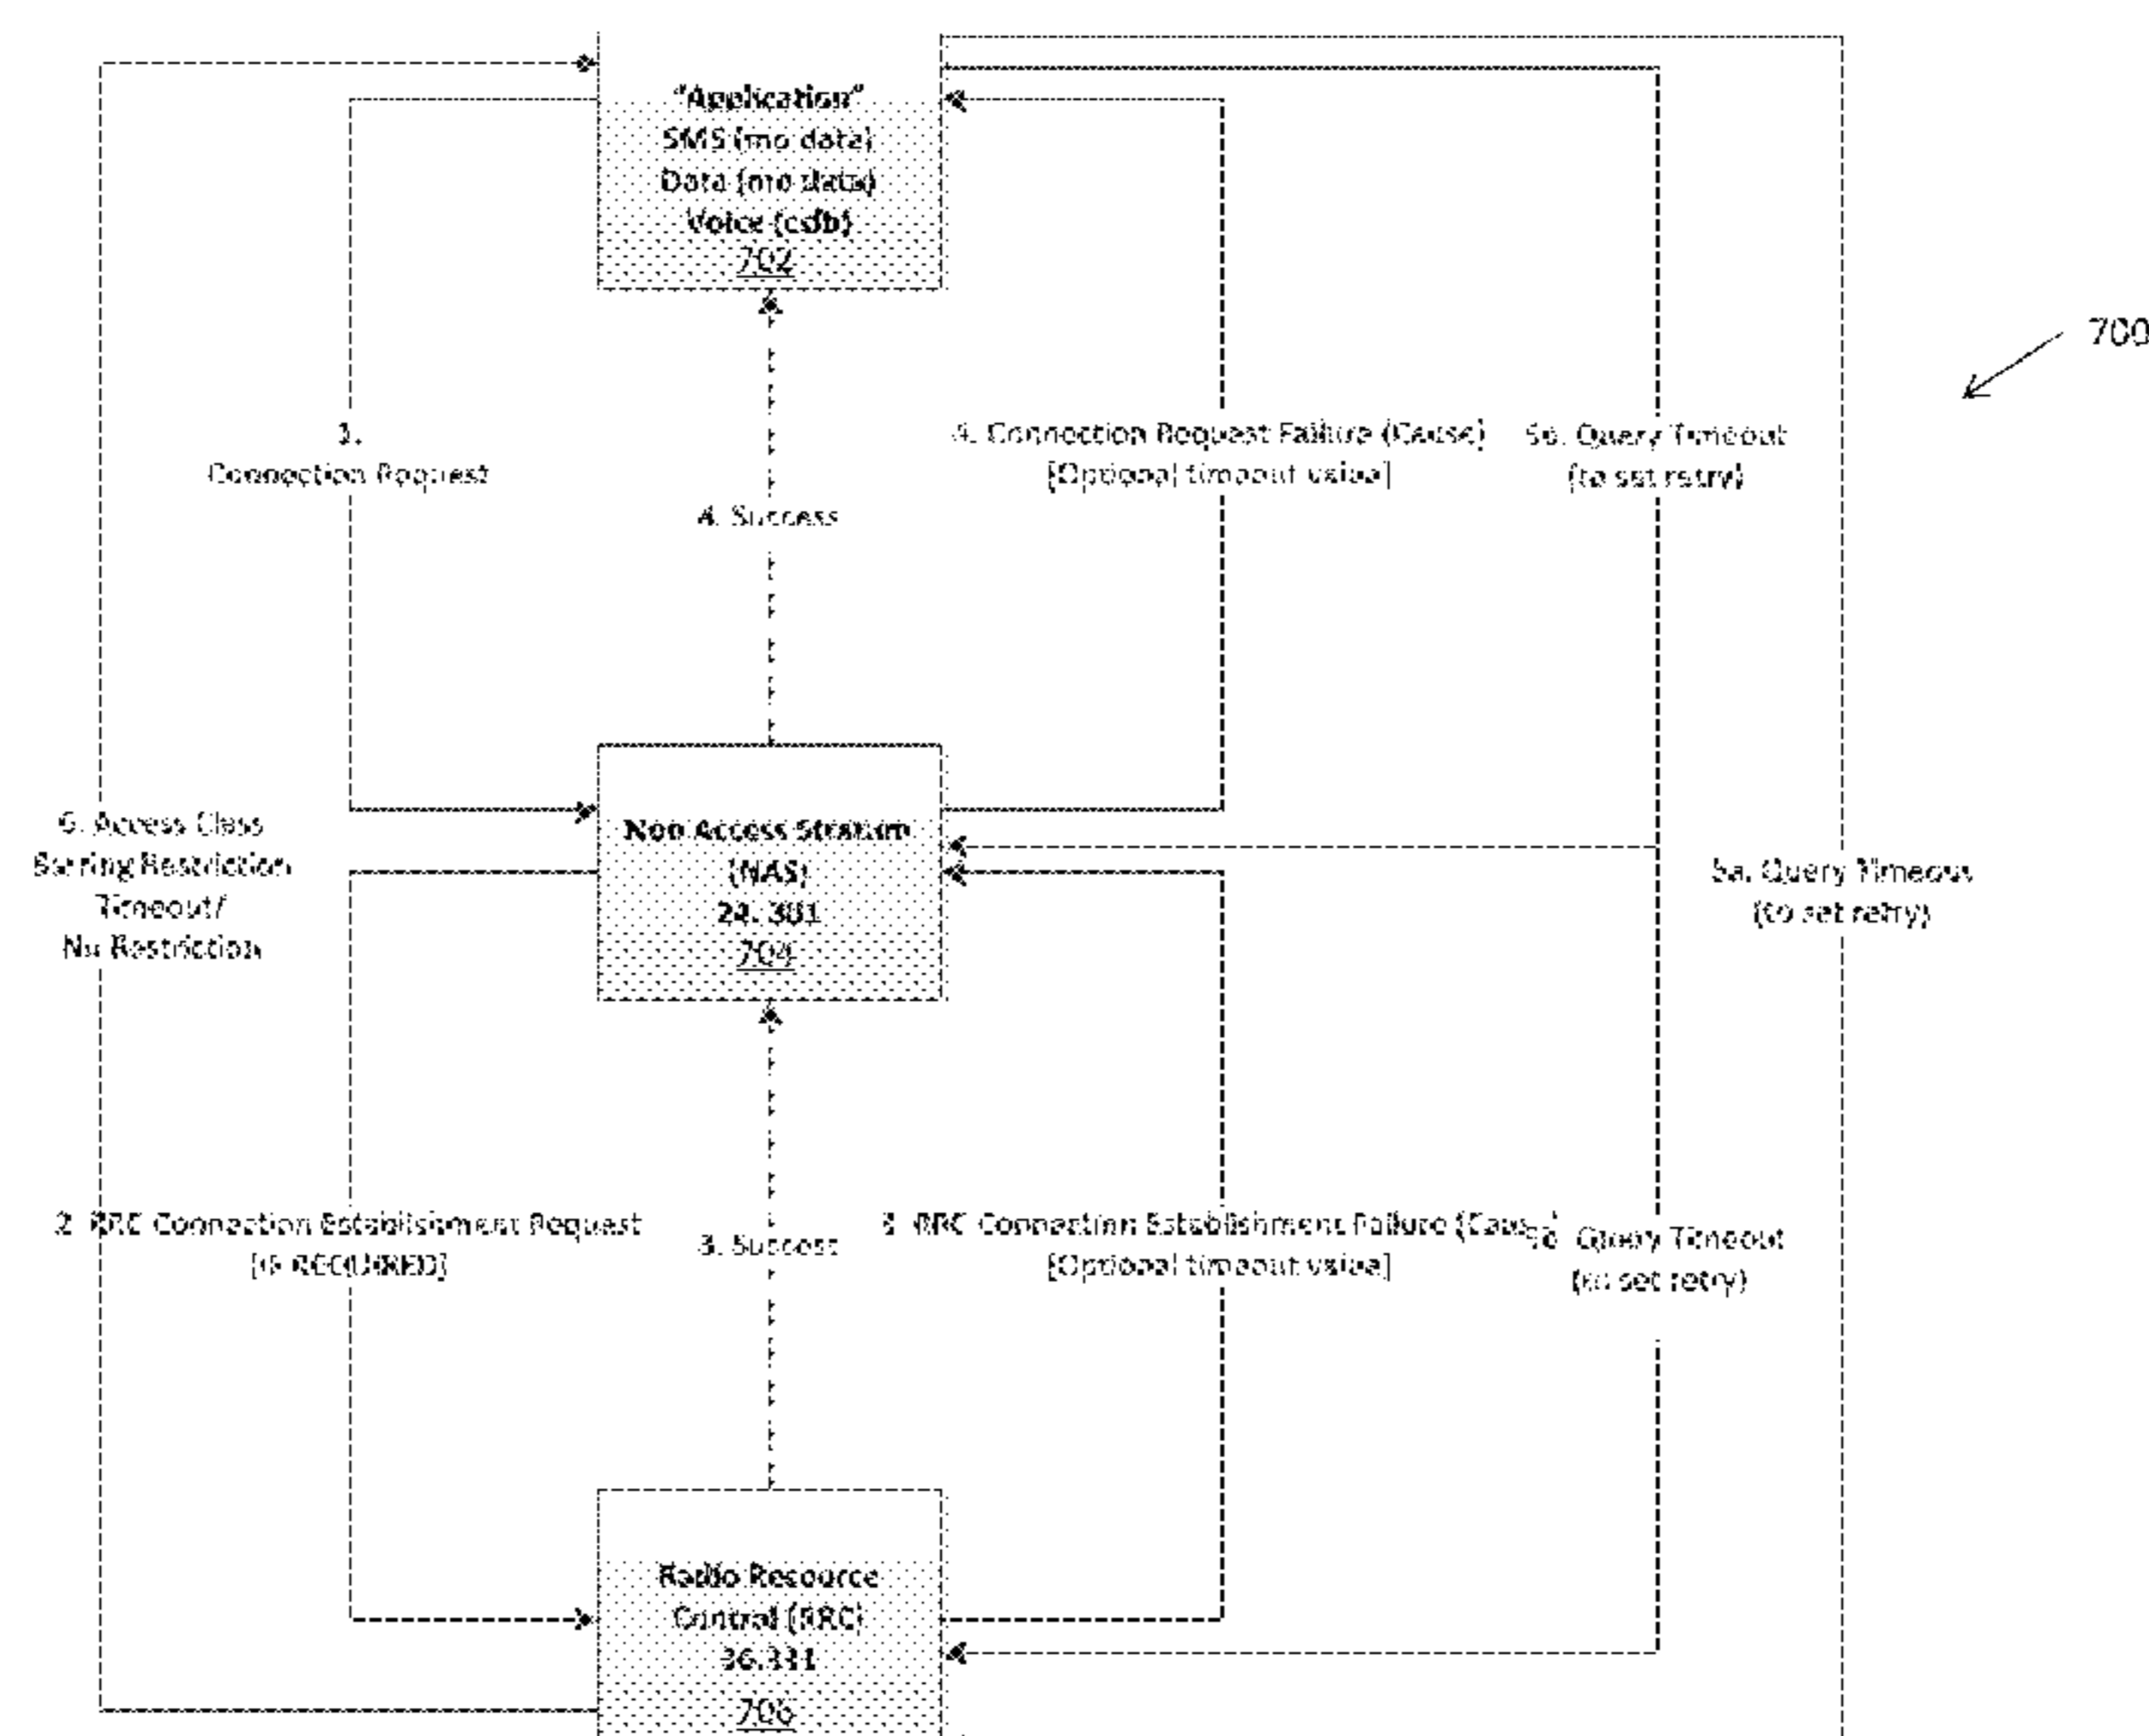 "Application"
SMS (mo data)
Data (mo data)
Voice (csfb)
702
700
1.
Connection Request
4. Success
4. Connection Request Failure (Cause)
[Optional timeout value]
Query Timeout
(to set retry)
6. Access Class
Barring Restriction
Timeout/
No Restriction
Non Access Stratum
(NAS)
24. 301
704
5a. Query Timeout
(to set retry)
2. RRC Connection Establishment Request
[IF REQUIRED]
3. Success
3. RRC Connection Establishment Failure (Cause)
[Optional timeout value]
Query Timeout
(to set retry)
Radio Resource
Control (RRC)
36.331
706